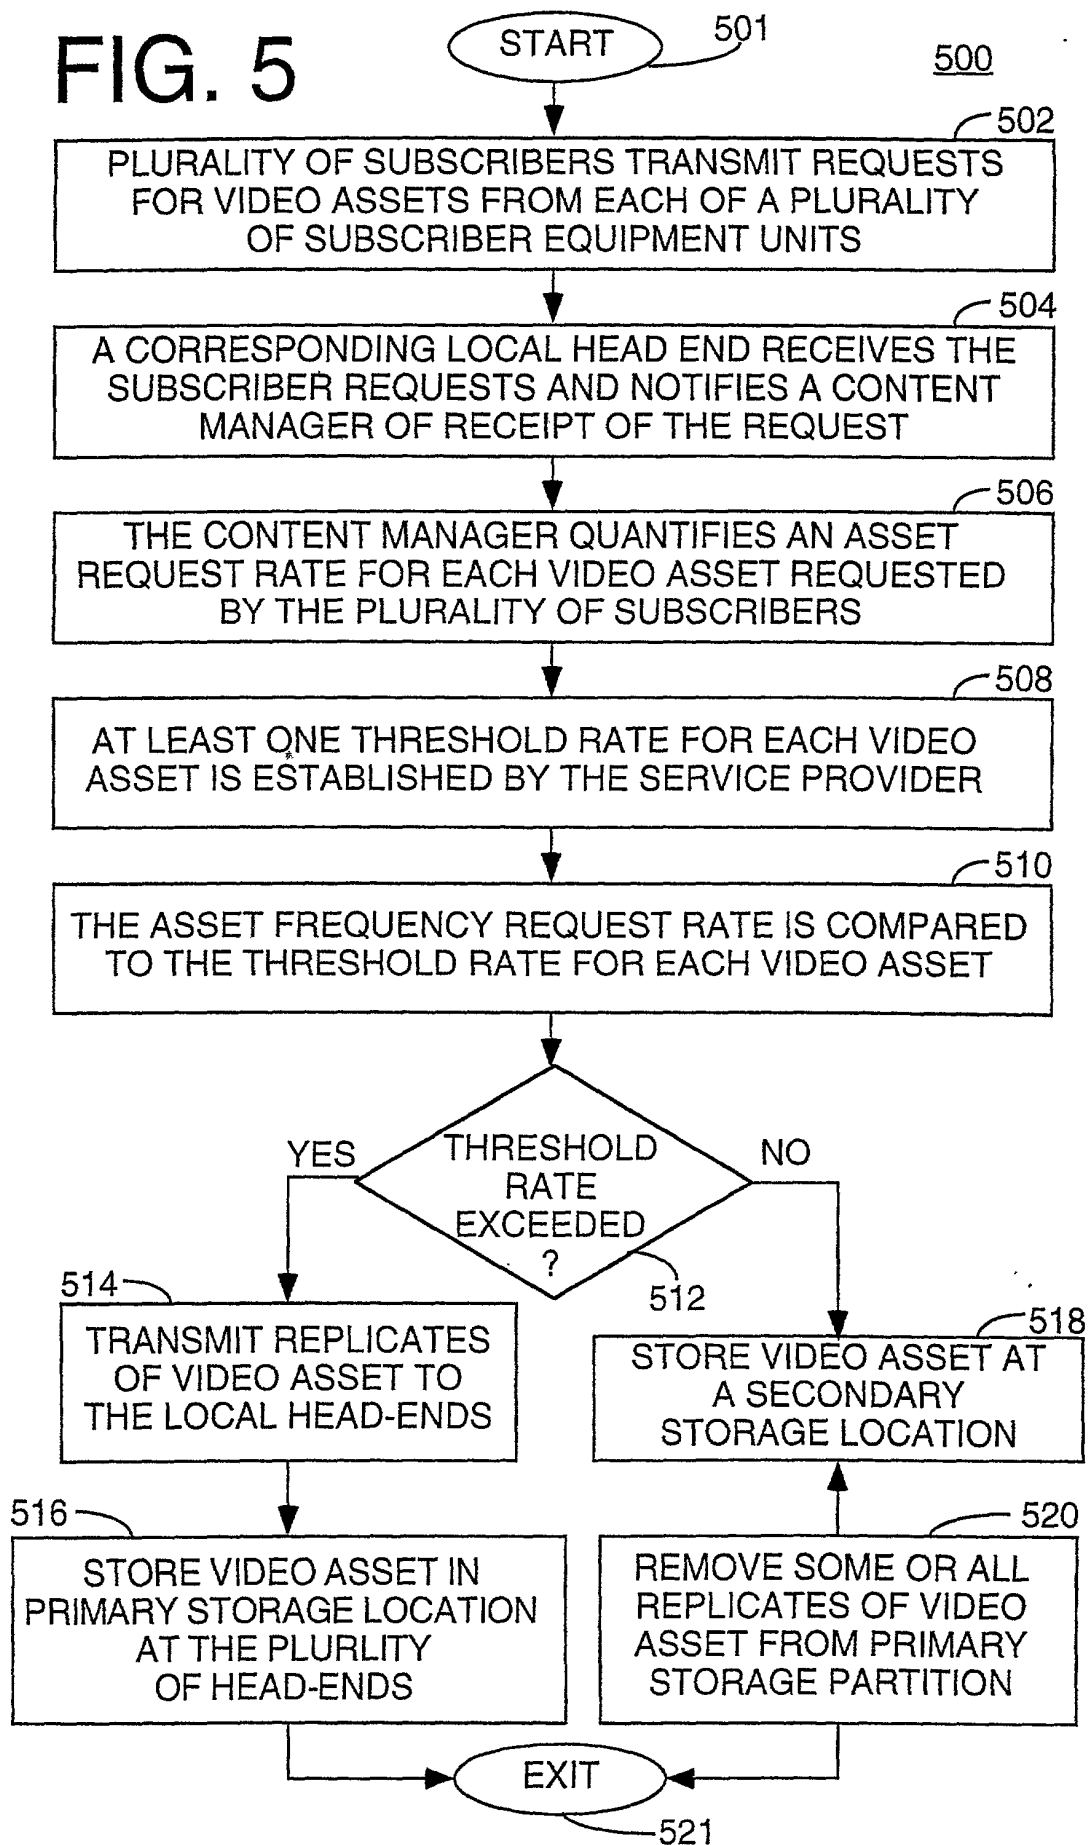 FIG. 5
START
501
500
502
PLURALITY OF SUBSCRIBERS TRANSMIT REQUESTS
FOR VIDEO ASSETS FROM EACH OF A PLURALITY
OF SUBSCRIBER EQUIPMENT UNITS
504
A CORRESPONDING LOCAL HEAD END RECEIVES THE
SUBSCRIBER REQUESTS AND NOTIFIES A CONTENT
MANAGER OF RECEIPT OF THE REQUEST
506
THE CONTENT MANAGER QUANTIFIES AN ASSET
REQUEST RATE FOR EACH VIDEO ASSET REQUESTED
BY THE PLURALITY OF SUBSCRIBERS
508
AT LEAST ONE THRESHOLD RATE FOR EACH VIDEO
ASSET IS ESTABLISHED BY THE SERVICE PROVIDER
510
THE ASSET FREQUENCY REQUEST RATE IS COMPARED
TO THE THRESHOLD RATE FOR EACH VIDEO ASSET
YES
THRESHOLD
RATE
EXCEEDED
?
NO
512
514
TRANSMIT REPLICATES
OF VIDEO ASSET TO
THE LOCAL HEAD-ENDS
518
STORE VIDEO ASSET AT
A SECONDARY
STORAGE LOCATION
516
STORE VIDEO ASSET IN
PRIMARY STORAGE LOCATION
AT THE PLURLITY
OF HEAD-ENDS
520
REMOVE SOME OR ALL
REPLICATES OF VIDEO
ASSET FROM PRIMARY
STORAGE PARTITION
EXIT
521